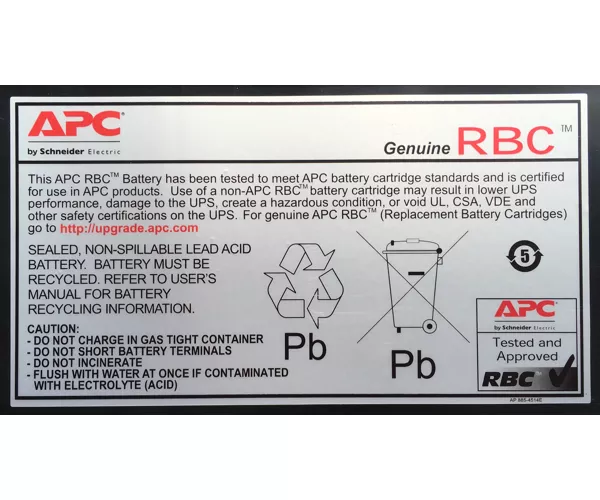 APC
by Schneider Electric
Genuine RBC™
This APC RBC™ Battery has been tested to meet APC battery cartridge standards and is certified
for use in APC products. Use of a non-APC RBC™ battery cartridge may result in lower UPS
performance, damage to the UPS, create a hazardous condition, or void UL, CSA, VDE and
other safety certifications on the UPS. For genuine APC RBC™ (Replacement Battery Cartridges)
go to http://upgrade.apc.com
SEALED, NON-SPILLABLE LEAD ACID
BATTERY. BATTERY MUST BE
RECYCLED. REFER TO USER'S
MANUAL FOR BATTERY
RECYCLING INFORMATION.
CAUTION:
- DO NOT CHARGE IN GAS TIGHT CONTAINER
- DO NOT SHORT BATTERY TERMINALS
- DO NOT INCINERATE
- FLUSH WITH WATER AT ONCE IF CONTAMINATED
WITH ELECTROLYTE (ACID)
Pb
Pb
5
APC
by Schneider Electric
Tested and
Approved
RBC™
AP 885-4514E